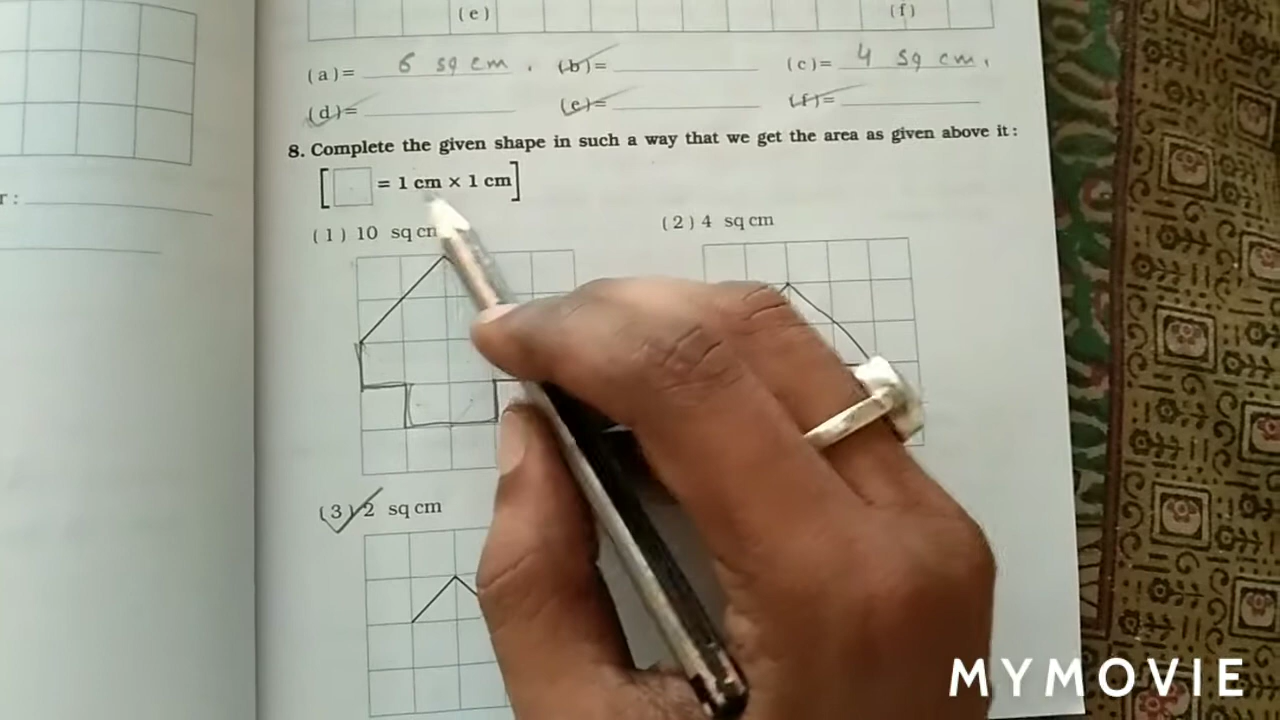 (e) (f)
(a)= 6 sq cm . (b)= (c)= 4 sq cm.
(d)= (e)= (f)=
r :
8. Complete the given shape in such a way that we get the area as given above it :
[ = 1 cm × 1 cm]
(1) 10 sq (2) 4 sq cm
(3) 2 sq cm
MYMOVIE